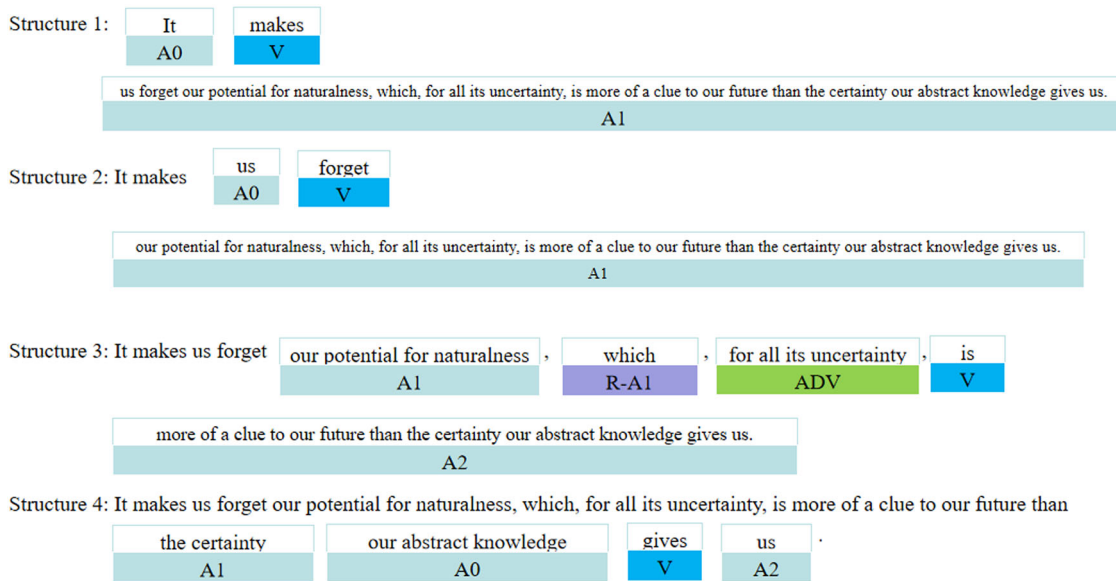 Structure 1: It makes
A0 V
us forget our potential for naturalness, which, for all its uncertainty, is more of a clue to our future than the certainty our abstract knowledge gives us.
A1
Structure 2: It makes us forget
A0 V
our potential for naturalness, which, for all its uncertainty, is more of a clue to our future than the certainty our abstract knowledge gives us.
A1
Structure 3: It makes us forget our potential for naturalness , which , for all its uncertainty , is
A1 R-A1 ADV V
more of a clue to our future than the certainty our abstract knowledge gives us.
A2
Structure 4: It makes us forget our potential for naturalness, which, for all its uncertainty, is more of a clue to our future than
the certainty our abstract knowledge gives us .
A1 A0 V A2